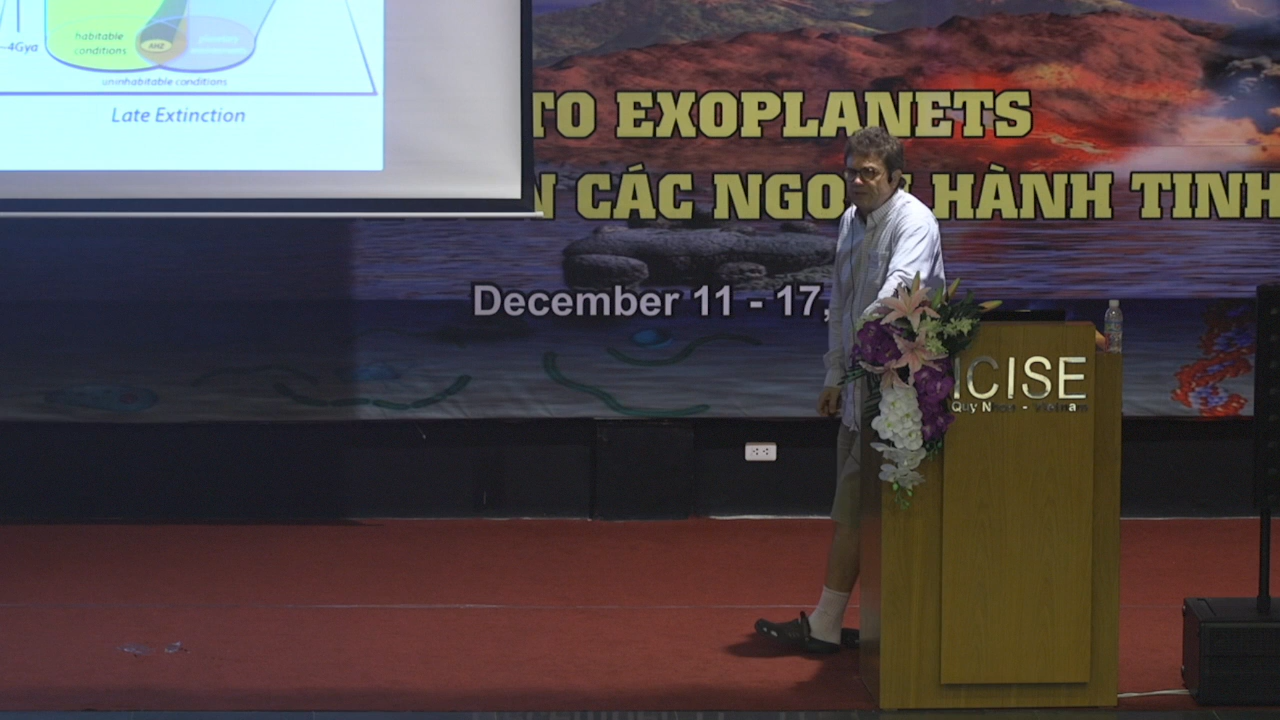 ~4Gya
habitable
conditions
AHZ
uninhabitable conditions
Late Extinction
TO EXOPLANETS
N CÁC NGO HÀNH TINH
December 11 - 17,
ICISE
Quy Nhon - Vietnam